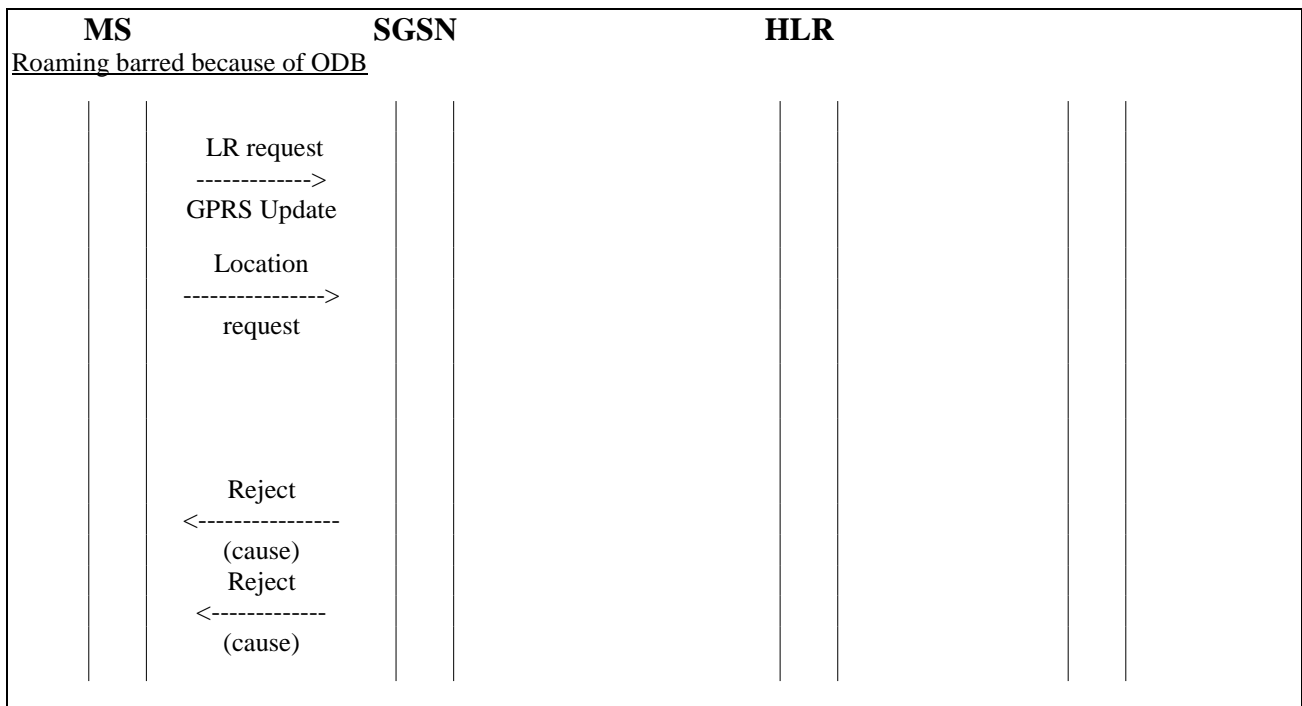 MS SGSN HLR
Roaming barred because of ODB
LR request
------------->
GPRS Update
Location
---------------->
request
Reject
<----------------
(cause)
Reject
<-------------
(cause)